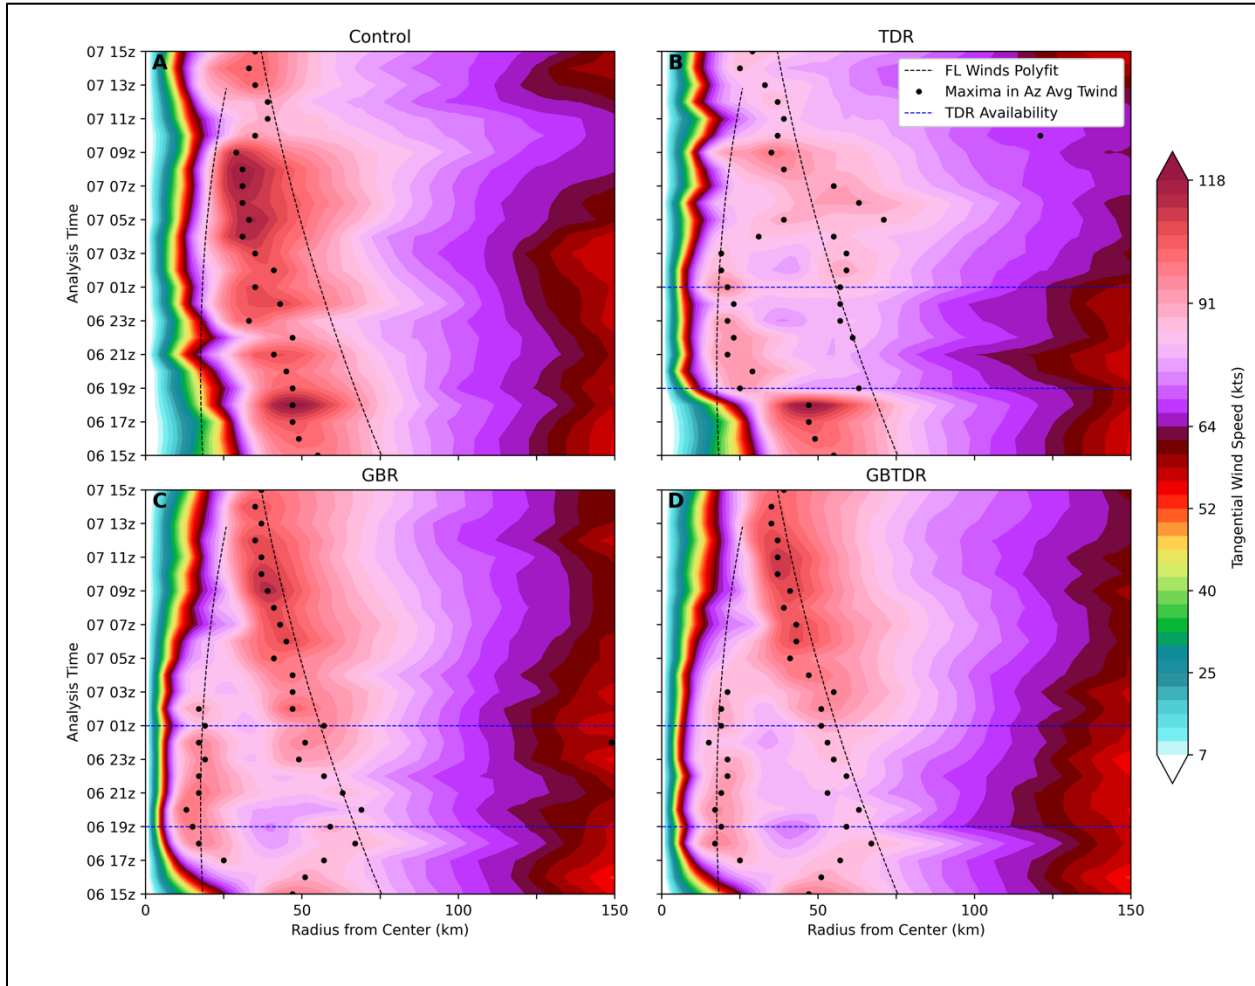 Control
TDR
A
B
FL Winds Polyfit
Maxima in Az Avg Twind
TDR Availability
Analysis Time
07 15z
07 13z
07 11z
07 09z
07 07z
07 05z
07 03z
07 01z
06 23z
06 21z
06 19z
06 17z
06 15z
GBR
GBTDR
C
D
Analysis Time
07 15z
07 13z
07 11z
07 09z
07 07z
07 05z
07 03z
07 01z
06 23z
06 21z
06 19z
06 17z
06 15z
0 50 100 150
0 50 100 150
Radius from Center (km)
Radius from Center (km)
118
91
64
52
40
25
7
Tangential Wind Speed (kts)